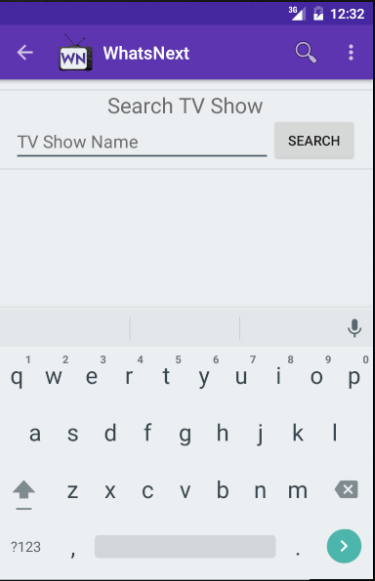 3G 12:32
WN WhatsNext
Search TV Show
TV Show Name SEARCH
1 2 3 4 5 6 7 8 9 0
q w e r t y u i o p
a s d f g h j k l
z x c v b n m
?123 , .